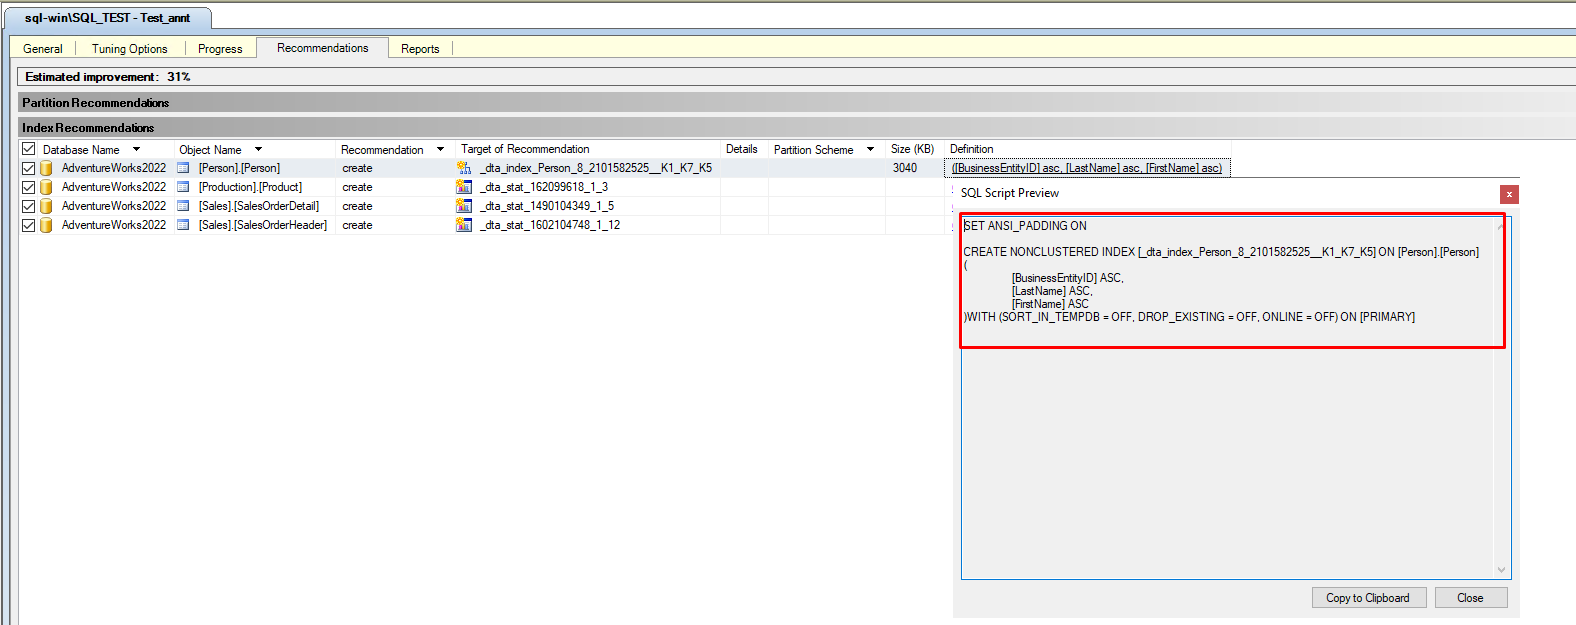 sql-win\SQL_TEST - Test_annt
General Tuning Options Progress Recommendations Reports
Estimated improvement: 31%
Partition Recommendations
Index Recommendations
Database Name Object Name Recommendation Target of Recommendation Details Partition Scheme Size (KB) Definition
AdventureWorks2022 [Person].[Person] create _dta_index_Person_8_2101582525__K1_K7_K5 3040 ([BusinessEntityID] asc, [LastName] asc, [FirstName] asc)
AdventureWorks2022 [Production].[Product] create _dta_stat_162099618_1_3
AdventureWorks2022 [Sales].[SalesOrderDetail] create _dta_stat_1490104349_1_5
AdventureWorks2022 [Sales].[SalesOrderHeader] create _dta_stat_1602104748_1_12
SQL Script Preview
x
SET ANSI_PADDING ON
CREATE NONCLUSTERED INDEX [_dta_index_Person_8_2101582525__K1_K7_K5] ON [Person].[Person]
(
[BusinessEntityID] ASC,
[LastName] ASC,
[FirstName] ASC
)WITH (SORT_IN_TEMPDB = OFF, DROP_EXISTING = OFF, ONLINE = OFF) ON [PRIMARY]
Copy to Clipboard Close